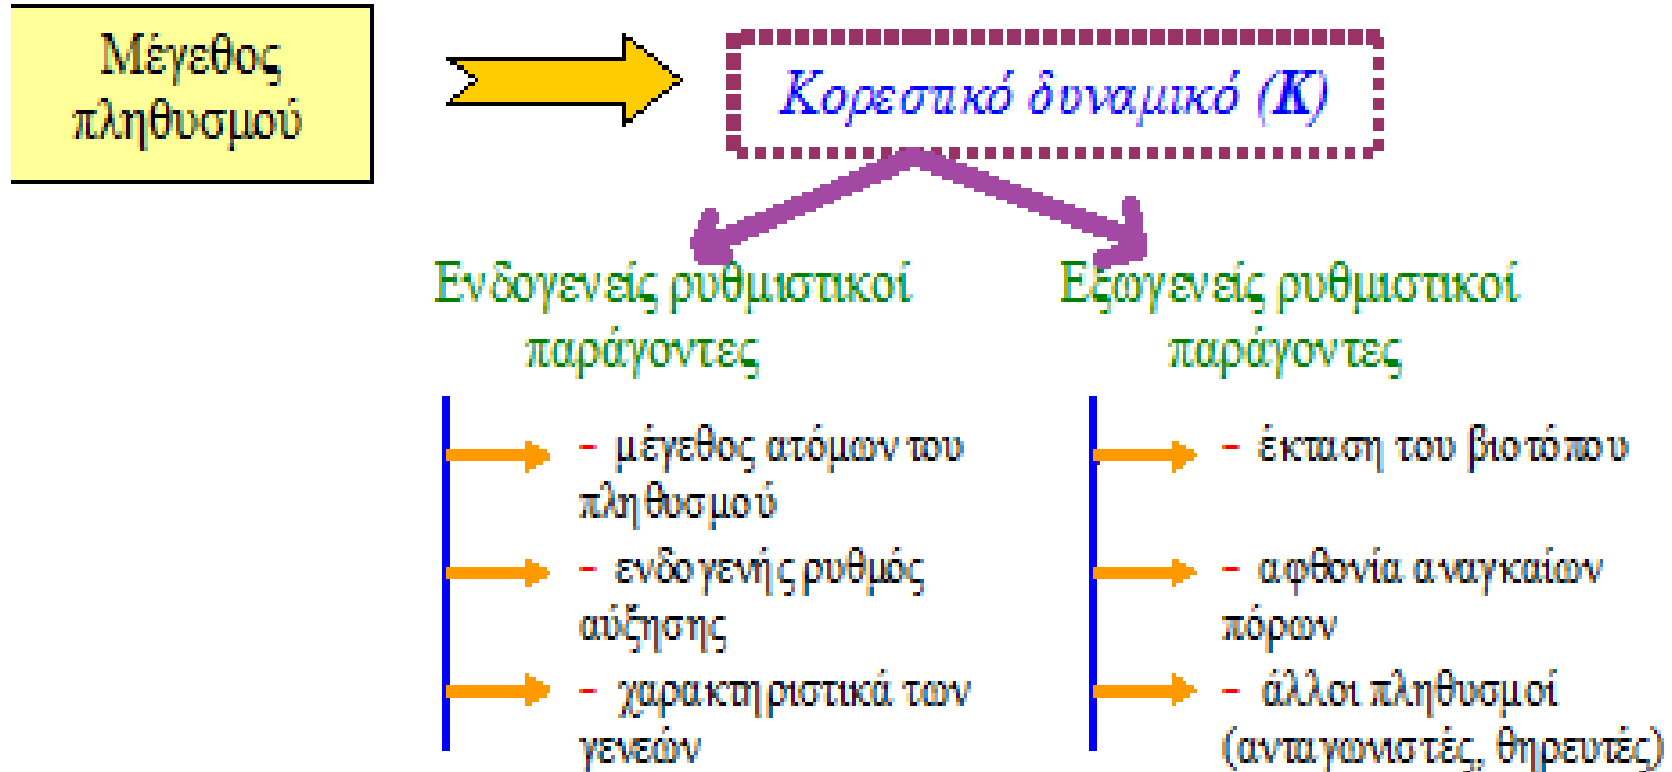 Μέγεθος
πληθυσμού
Κορεστικό δυναμικό (Κ)
Ενδογενείς ρυθμιστικοί
παράγοντες
- μέγεθος ατόμων του
πληθυσμού
- ενδογενής ρυθμός
αύξησης
- χαρακτηριστικά των
γενεών
Εξωγενείς ρυθμιστικοί
παράγοντες
- έκταση του βιοτόπου
- αφθονία αναγκαίων
πόρων
- άλλοι πληθυσμοί
(ανταγωνιστές, θηρευτές)